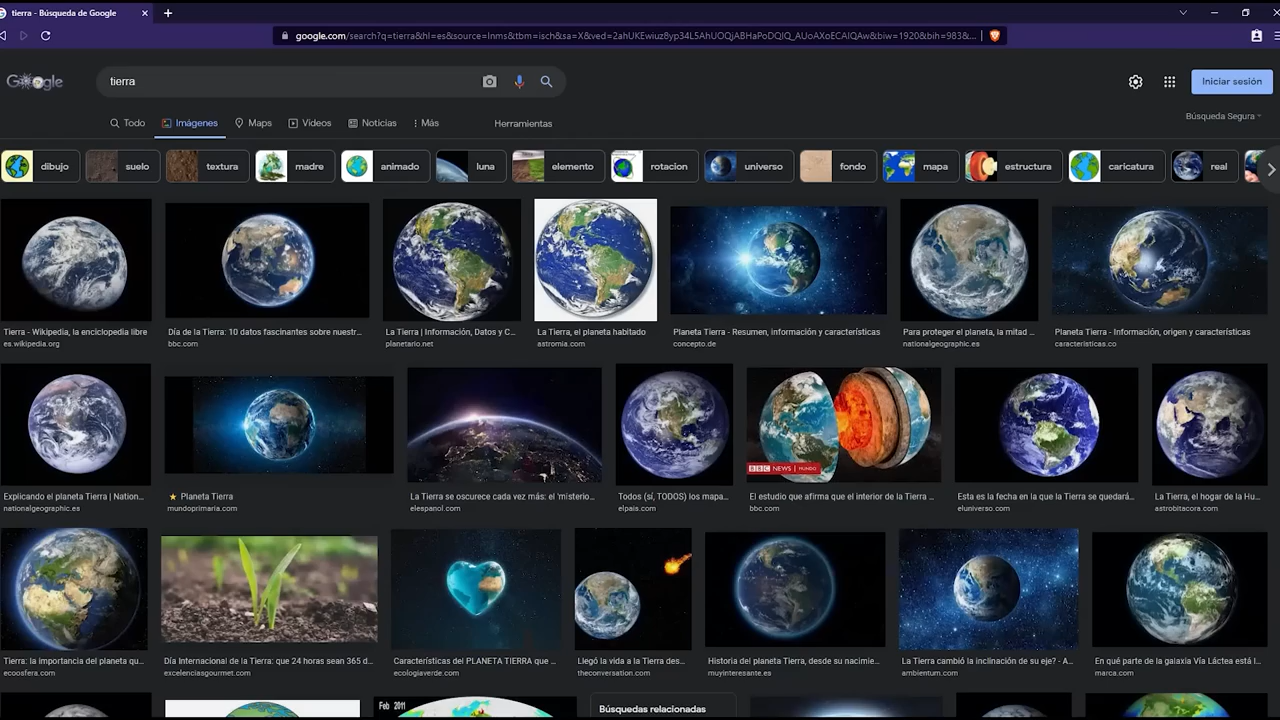 tierra - Búsqueda de Google
google.com/search?q=tierra&hl=es&source=lnms&tbm=isch&sa=X&ved=2ahUKEwiuz8yp34L5AhUOQjABHaPoDQIQ_AUoAXoECAIQAw&biw=1920&bih=983&...
Google
tierra
Iniciar sesión
Todo
Imágenes
Maps
Vídeos
Noticias
Más
Herramientas
Búsqueda Segura
dibujo
suelo
textura
madre
animado
luna
elemento
rotacion
universo
fondo
mapa
estructura
caricatura
real
Tierra - Wikipedia, la enciclopedia libre
es.wikipedia.org
Día de la Tierra: 10 datos fascinantes sobre nuestr...
bbc.com
La Tierra | Información, Datos y C...
planetario.net
La Tierra, el planeta habitado
astromia.com
Planeta Tierra - Resumen, información y características
concepto.de
Para proteger el planeta, la mitad ...
nationalgeographic.es
Planeta Tierra - Información, origen y características
caracteristicas.co
BBC NEWS | MUNDO
Explicando el planeta Tierra | Nation...
nationalgeographic.es
Planeta Tierra
mundoprimaria.com
La Tierra se oscurece cada vez más: el 'misterio...
elespanol.com
Todos (sí, TODOS) los mapa...
elpais.com
El estudio que afirma que el interior de la Tierra ...
bbc.com
Esta es la fecha en la que la Tierra se quedará...
eluniverso.com
La Tierra, el hogar de la Hu...
astrobitacora.com
Tierra: la importancia del planeta qu...
ecoosfera.com
Día Internacional de la Tierra: que 24 horas sean 365 d...
excelenciasgourmet.com
Características del PLANETA TIERRA que ...
ecologiaverde.com
Llegó la vida a la Tierra des...
theconversation.com
Historia del planeta Tierra, desde su nacimie...
muyinteresante.es
La Tierra cambió la inclinación de su eje? - A...
ambientum.com
En qué parte de la galaxia Vía Láctea está l...
marca.com
Feb 2011
Búsquedas relacionadas